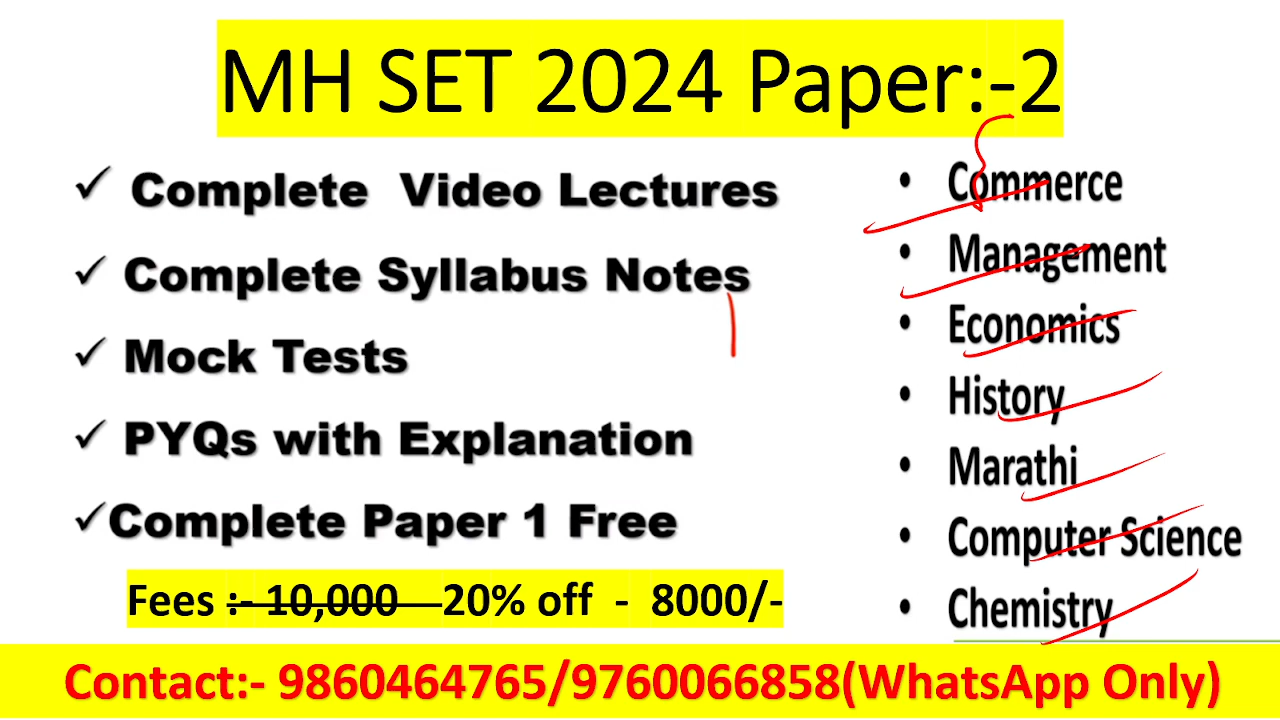 MH SET 2024 Paper:-2
✓ Complete Video Lectures
✓ Complete Syllabus Notes
✓ Mock Tests
✓ PYQs with Explanation
✓Complete Paper 1 Free
Fees :- 10,000 20% off - 8000/-
• Commerce
• Management
• Economics
• History
• Marathi
• Computer Science
• Chemistry
Contact:- 9860464765/9760066858(WhatsApp Only)